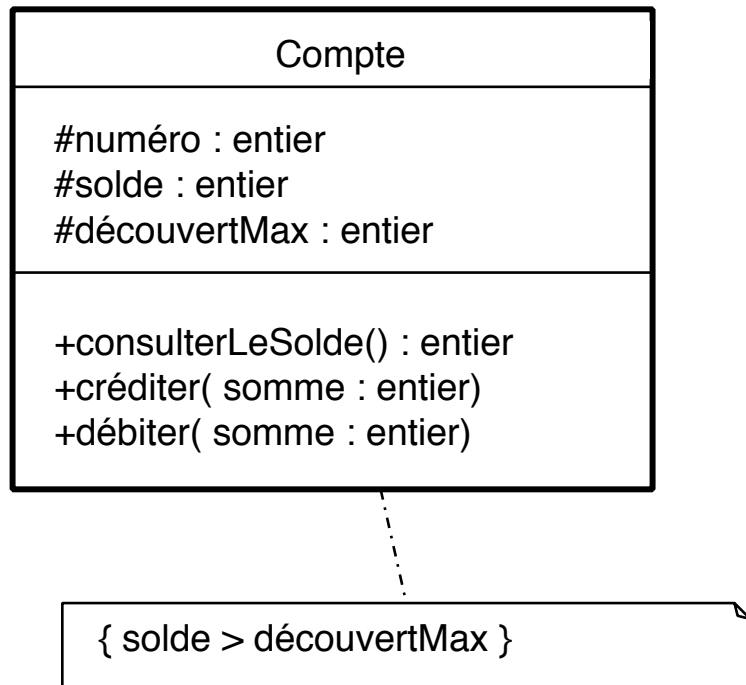 Compte
#numéro : entier
#solde : entier
#découvertMax : entier
+consulterLeSolde() : entier
+créditer( somme : entier)
+débiter( somme : entier)
{ solde > découvertMax }